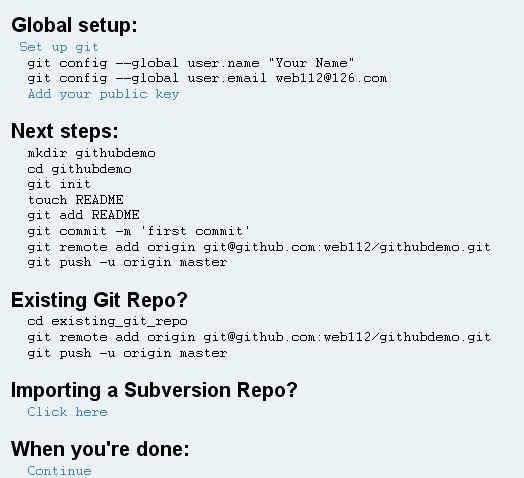 Global setup:
Set up git
git config --global user.name "Your Name"
git config --global user.email web112@126.com
Add your public key
Next steps:
mkdir githubdemo
cd githubdemo
git init
touch README
git add README
git commit -m 'first commit'
git remote add origin git@github.com:web112/githubdemo.git
git push -u origin master
Existing Git Repo?
cd existing_git_repo
git remote add origin git@github.com:web112/githubdemo.git
git push -u origin master
Importing a Subversion Repo?
Click here
When you're done:
Continue